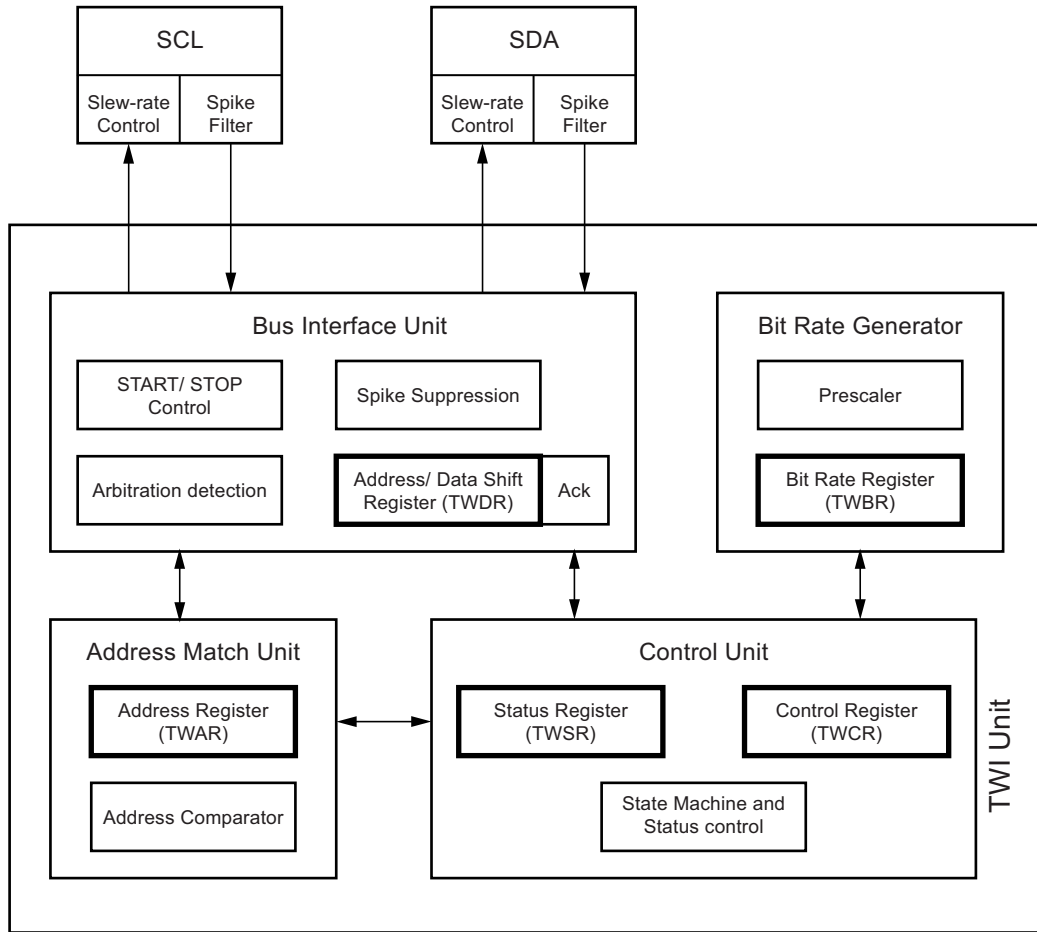 SCL
Slew-rate
Control
Spike
Filter
SDA
Slew-rate
Control
Spike
Filter
Bus Interface Unit
START/ STOP
Control
Spike Suppression
Arbitration detection
Address/ Data Shift
Register (TWDR)
Ack
Bit Rate Generator
Prescaler
Bit Rate Register
(TWBR)
Address Match Unit
Address Register
(TWAR)
Address Comparator
Control Unit
Status Register
(TWSR)
Control Register
(TWCR)
State Machine and
Status control
TWI Unit